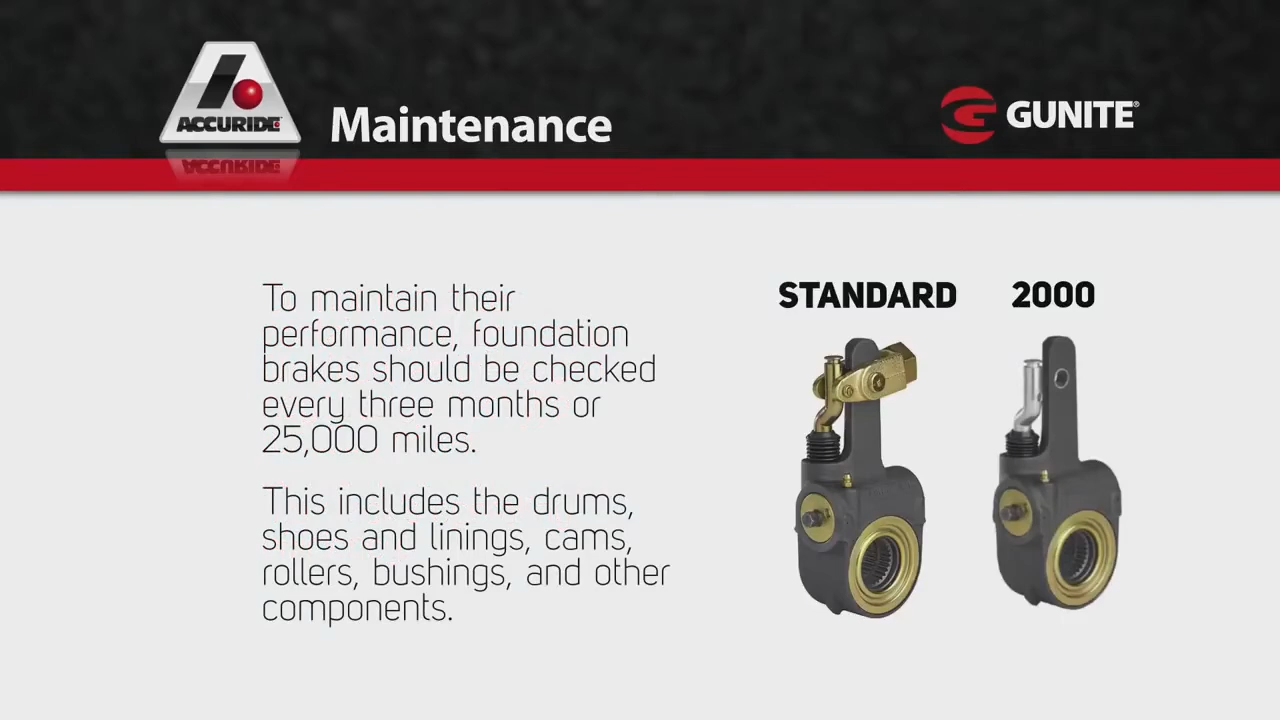 ACCURIDE
Maintenance
GUNITE®
To maintain their
performance, foundation
brakes should be checked
every three months or
25,000 miles.
This includes the drums,
shoes and linings, cams,
rollers, bushings, and other
components.
STANDARD
2000